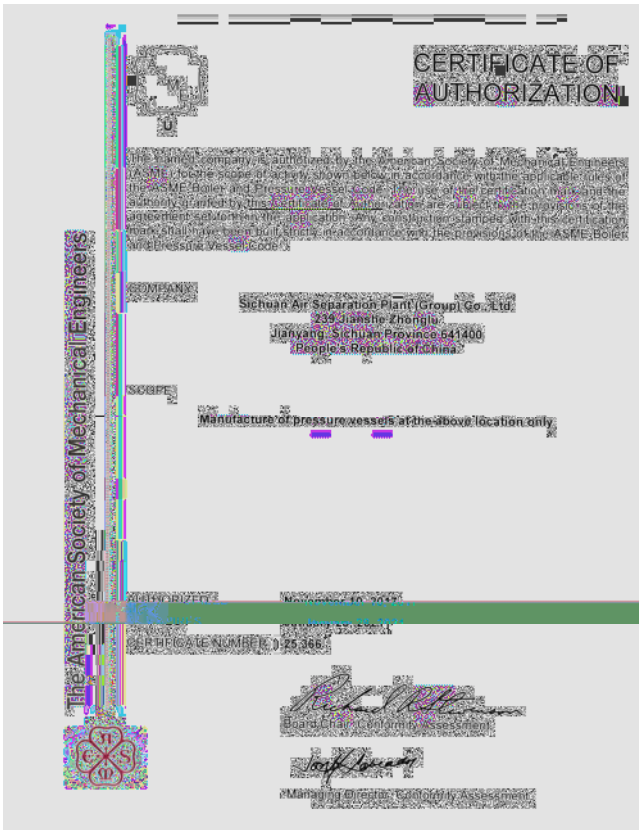 CERTIFICATE OF
AUTHORIZATION
U
The named company is authorized by the American Society of Mechanical Engineers
(ASME) for the scope of activity shown below in accordance with the applicable rules of
the ASME Boiler and Pressure Vessel Code. The use of the certification mark and the
authority granted by this Certificate of Authorization are subject to the provisions of the
agreement set forth in the application. Any construction stamped with this certification
mark shall have been built strictly in accordance with the provisions of the ASME Boiler
and Pressure Vessel Code.
COMPANY
Sichuan Air Separation Plant (Group) Co., Ltd.
239 Jianshe Zhonglu
Jianyang, Sichuan Province 641400
People's Republic of China
SCOPE
Manufacture of pressure vessels at the above location only
The American Society of Mechanical Engineers
AUTHORIZED
CERTIFICATE NUMBER 25,366
Board Chair, Conformity Assessment
Managing Director, Conformity Assessment